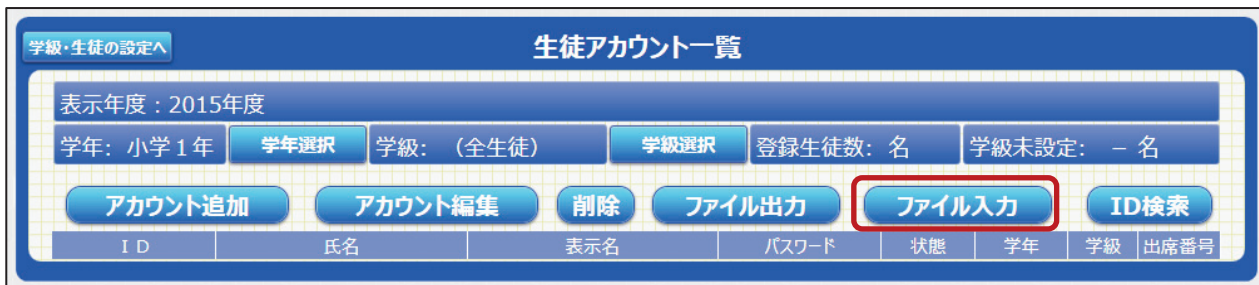 学級・生徒の設定へ
生徒アカウント一覧
表示年度：2015年度
学年：小学１年 学年選択 学級：（全生徒） 学級選択 登録生徒数：名 学級未設定：－名
アカウント追加 アカウント編集 削除 ファイル出力 ファイル入力 ID検索
ＩＤ 氏名 表示名 パスワード 状態 学年 学級 出席番号